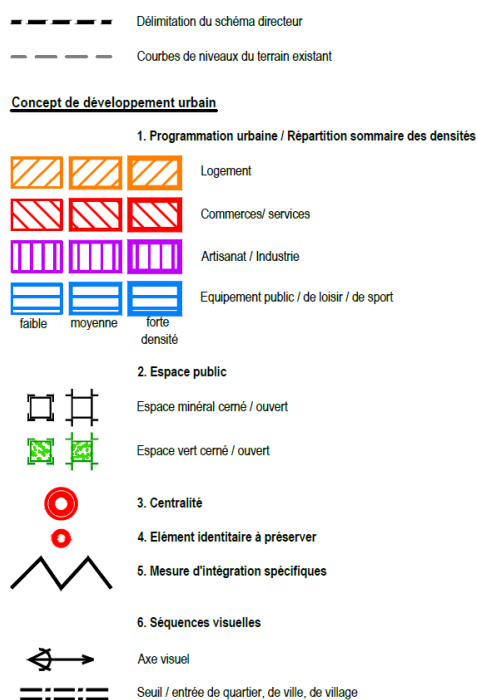 Délimitation du schéma directeur
Courbes de niveaux du terrain existant
Concept de développement urbain
1. Programmation urbaine / Répartition sommaire des densités
Logement
Commerces/ services
Artisanat / Industrie
Equipement public / de loisir / de sport
faible moyenne forte
densité
2. Espace public
Espace minéral cerné / ouvert
Espace vert cerné / ouvert
3. Centralité
4. Elément identitaire à préserver
5. Mesure d'intégration spécifiques
6. Séquences visuelles
Axe visuel
Seuil / entrée de quartier, de ville, de village